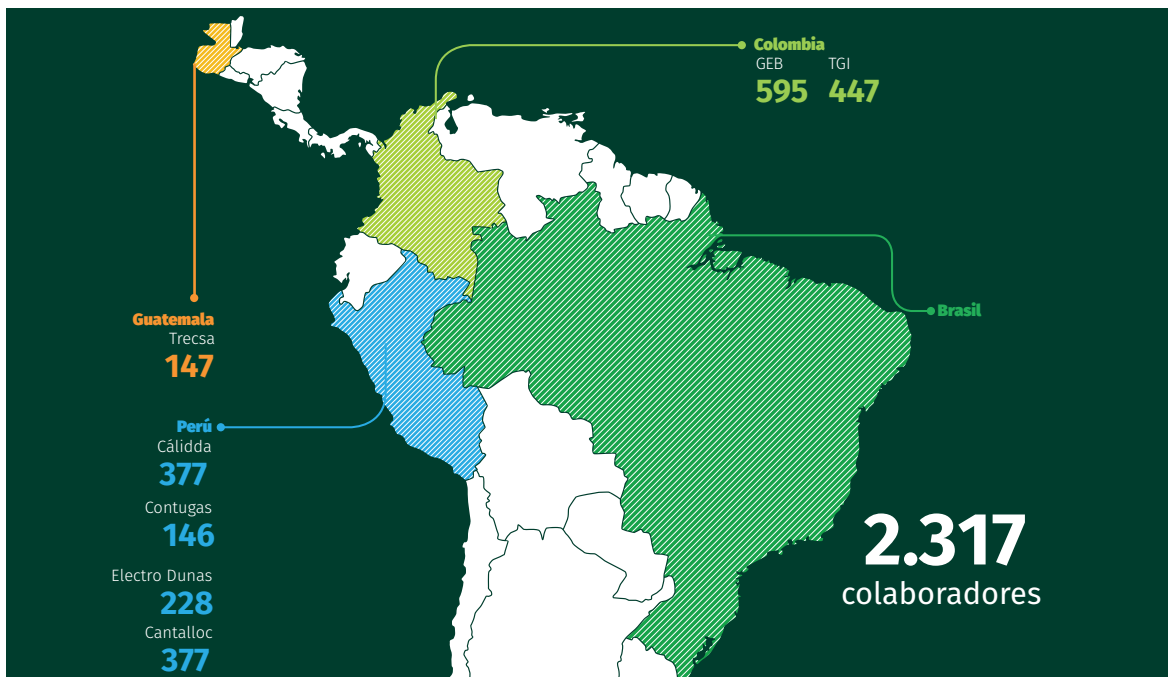 Colombia
GEB TGI
595 447
Brasil
Guatemala
Trecsa
147
Perú
Cálidda
377
Contugas
146
Electro Dunas
228
Cantalloc
377
2.317
colaboradores